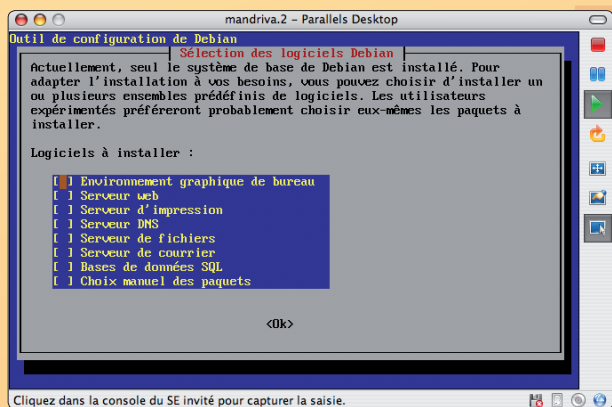 mandriva.2 – Parallels Desktop
Outil de configuration de Debian
Sélection des logiciels Debian
Actuellement, seul le système de base de Debian est installé. Pour
adapter l'installation à vos besoins, vous pouvez choisir d'installer un
ou plusieurs ensembles prédéfinis de logiciels. Les utilisateurs
expérimentés préféreront probablement choisir eux-mêmes les paquets à
installer.
Logiciels à installer :
[ ] Environnement graphique de bureau
[ ] Serveur web
[ ] Serveur d'impression
[ ] Serveur DNS
[ ] Serveur de fichiers
[ ] Serveur de courrier
[ ] Bases de données SQL
[ ] Choix manuel des paquets
<Ok>
Cliquez dans la console du SE invité pour capturer la saisie.